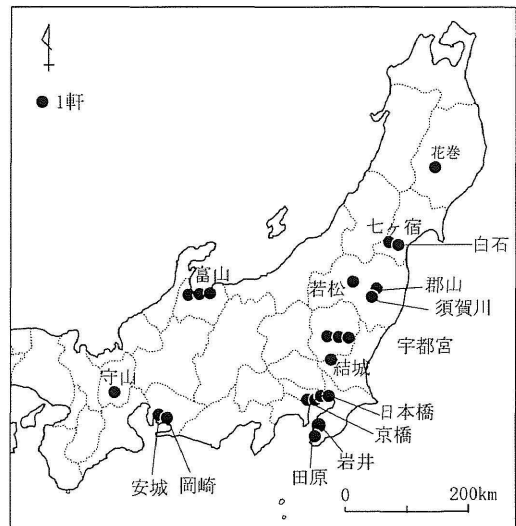 ●1軒
花巻
七ヶ宿
白石
富山
若松
郡山
須賀川
宇都宮
結城
守山
日本橋
京橋
安城
岡崎
田原
岩井
0 200km